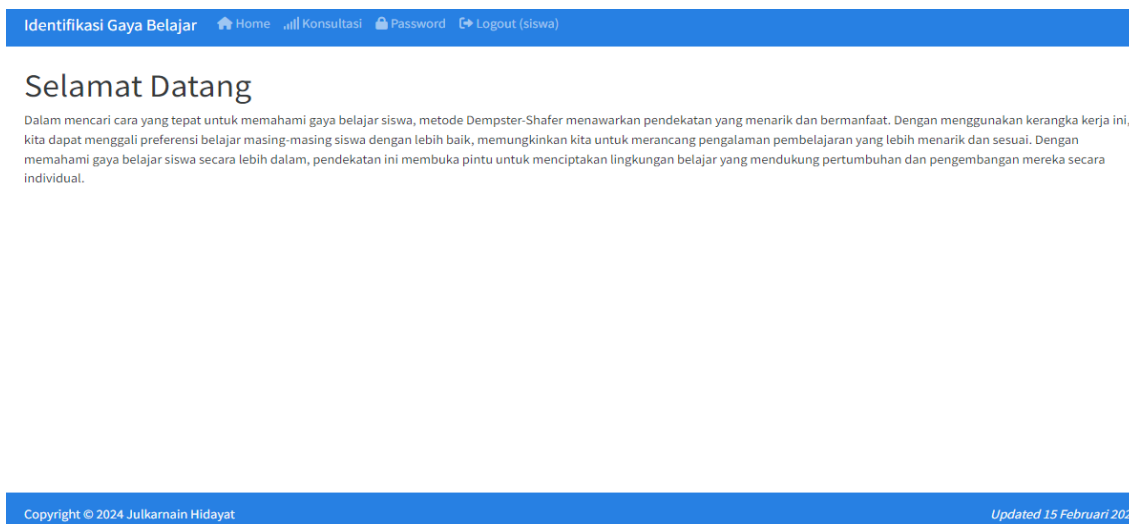 Identifikasi Gaya Belajar Home Konsultasi Password Logout (siswa)
Selamat Datang
Dalam mencari cara yang tepat untuk memahami gaya belajar siswa, metode Dempster-Shafer menawarkan pendekatan yang menarik dan bermanfaat. Dengan menggunakan kerangka kerja ini,
kita dapat menggali preferensi belajar masing-masing siswa dengan lebih baik, memungkinkan kita untuk merancang pengalaman pembelajaran yang lebih menarik dan sesuai. Dengan
memahami gaya belajar siswa secara lebih dalam, pendekatan ini membuka pintu untuk menciptakan lingkungan belajar yang mendukung pertumbuhan dan pengembangan mereka secara
individual.
Copyright © 2024 Julkarnain Hidayat Updated 15 Februari